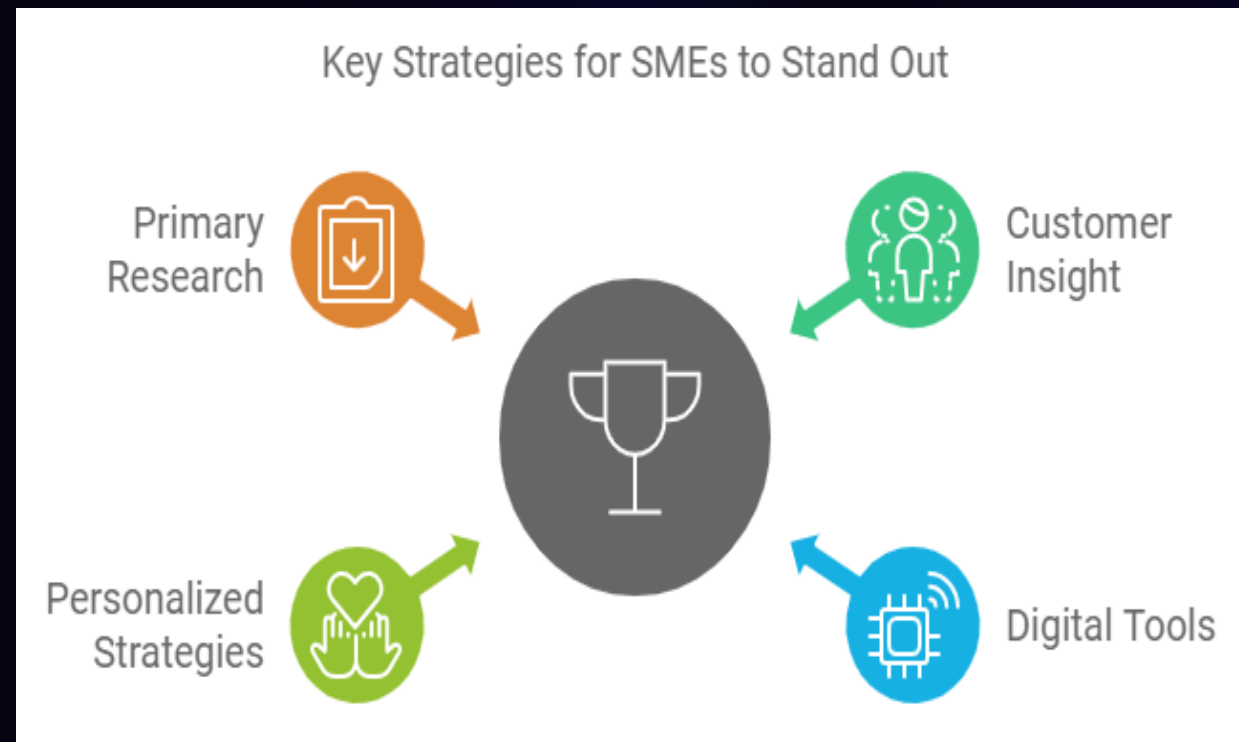 Key Strategies for SMEs to Stand Out
Primary
Research
Customer
Insight
Personalized
Strategies
Digital Tools